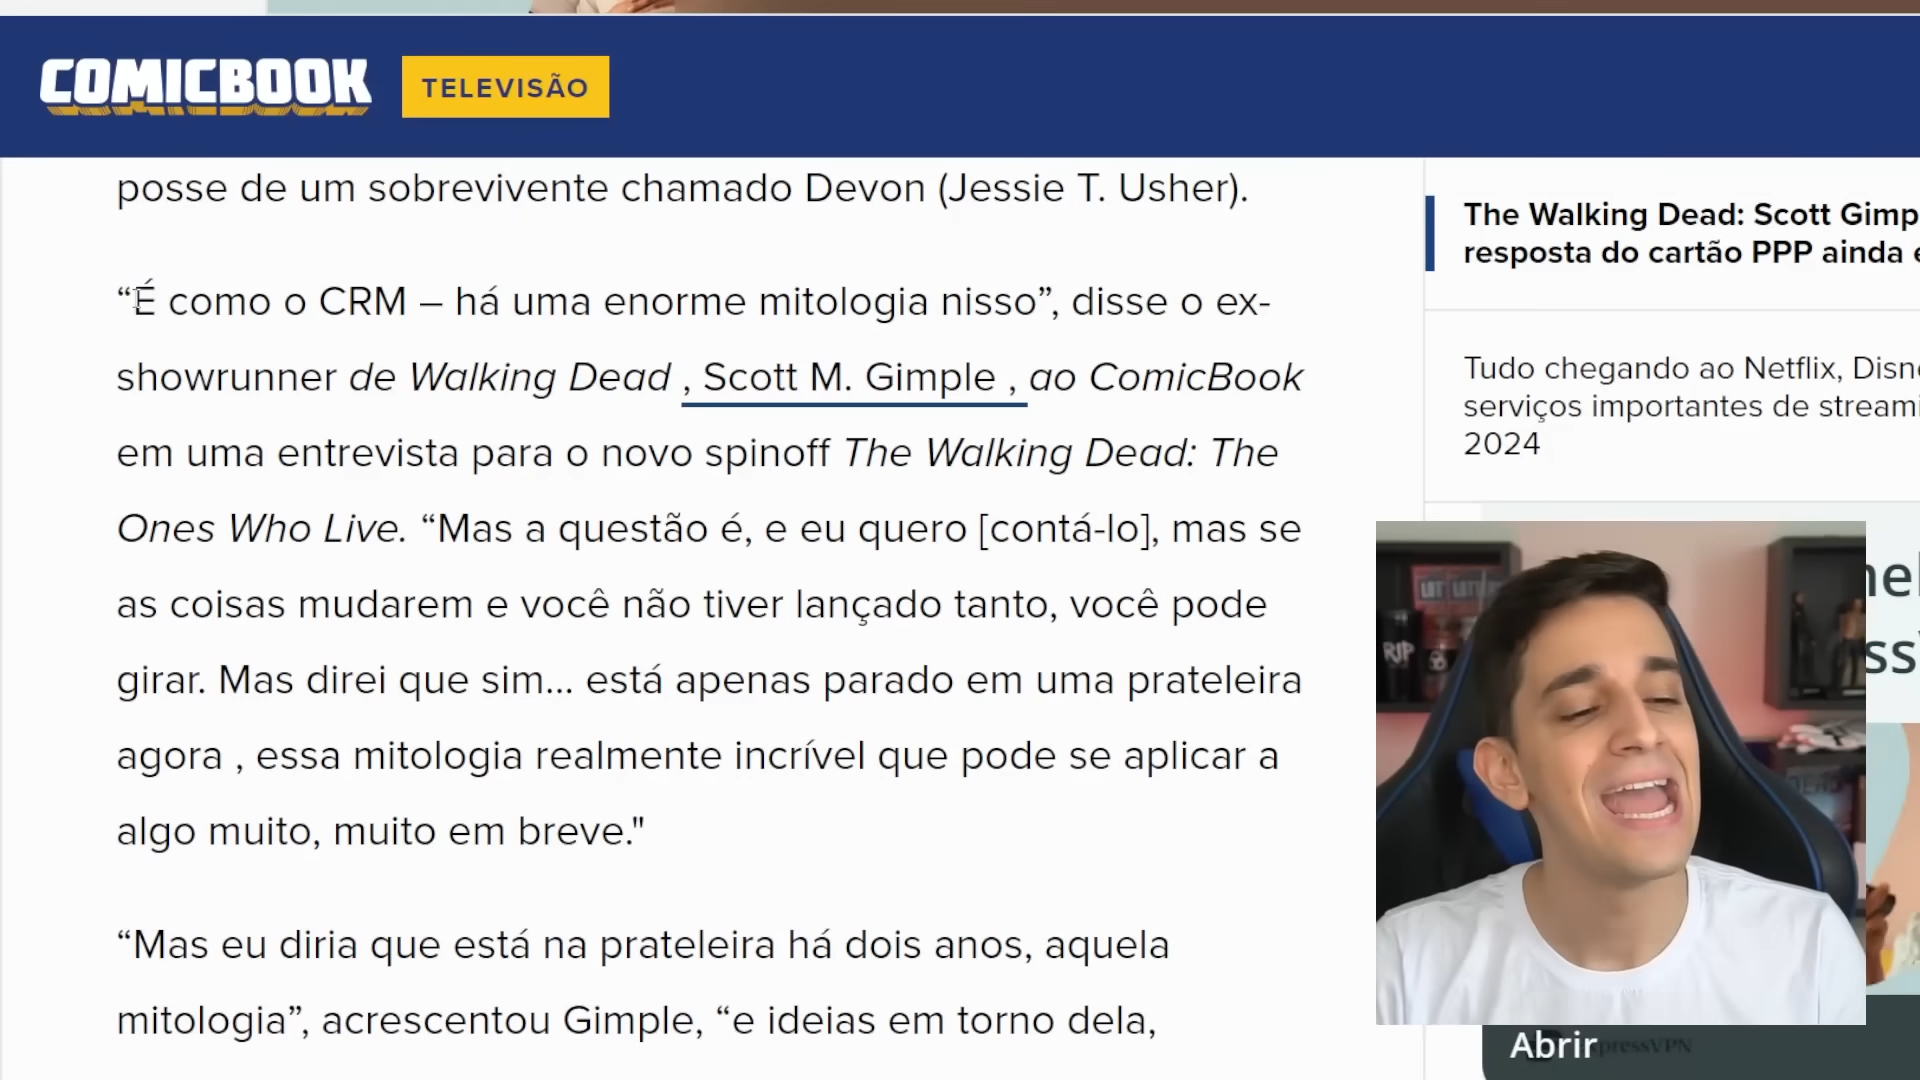 COMICBOOK
TELEVISÃO
posse de um sobrevivente chamado Devon (Jessie T. Usher).
“É como o CRM – há uma enorme mitologia nisso”, disse o ex-
showrunner de Walking Dead , Scott M. Gimple , ao ComicBook
em uma entrevista para o novo spinoff The Walking Dead: The
Ones Who Live. “Mas a questão é, e eu quero [contá-lo], mas se
as coisas mudarem e você não tiver lançado tanto, você pode
girar. Mas direi que sim... está apenas parado em uma prateleira
agora , essa mitologia realmente incrível que pode se aplicar a
algo muito, muito em breve."
“Mas eu diria que está na prateleira há dois anos, aquela
mitologia”, acrescentou Gimple, “e ideias em torno dela,
The Walking Dead: Scott Gimp
resposta do cartão PPP ainda e
Tudo chegando ao Netflix, Disn
serviços importantes de streami
2024
RIP
Abrir
pressVPN